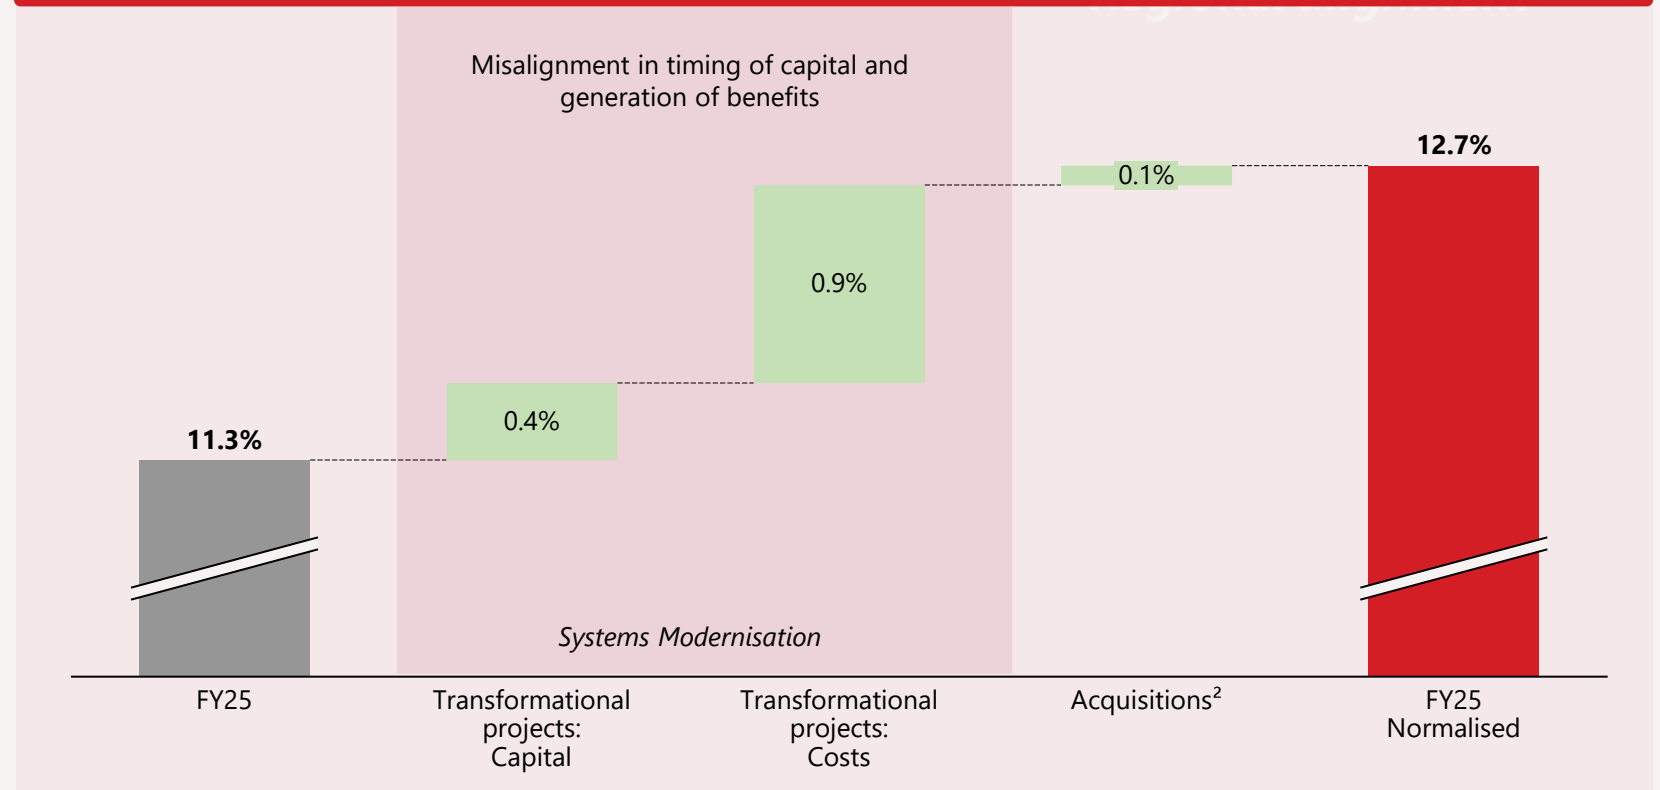 Misalignment in timing of capital and
generation of benefits
12.7%
0.1%
0.9%
0.4%
11.3%
Systems Modernisation
FY25
Transformational
projects:
Capital
Transformational
projects:
Costs
Acquisitions²
FY25
Normalised